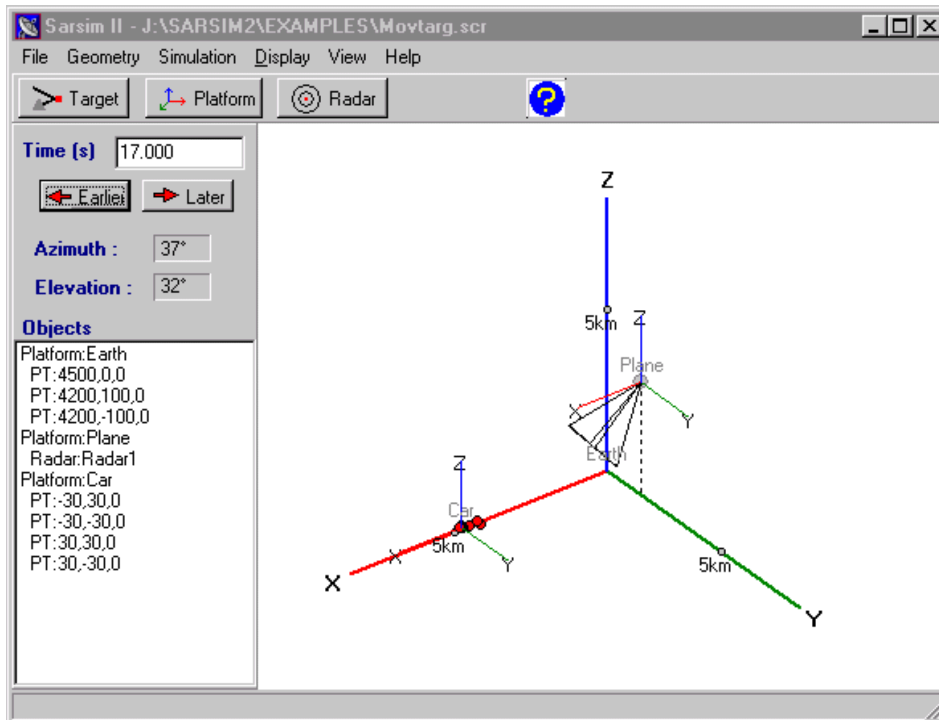 Sarsim II - J:\SARSIM2\EXAMPLES\Movtarg.scr
File Geometry Simulation Display View Help
Target Platform Radar ?
Time (s) 17.000
Earlier Later
Azimuth : 37°
Elevation : 32°
Objects
Platform:Earth
PT:4500,0,0
PT:4200,100,0
PT:4200,-100,0
Platform:Plane
Radar:Radar1
Platform:Car
PT:-30,30,0
PT:-30,-30,0
PT:30,30,0
PT:30,-30,0
Z
5km
Z
Plane
X
Y
Earth
Z
Car
5km
X
Y
X
5km
Y